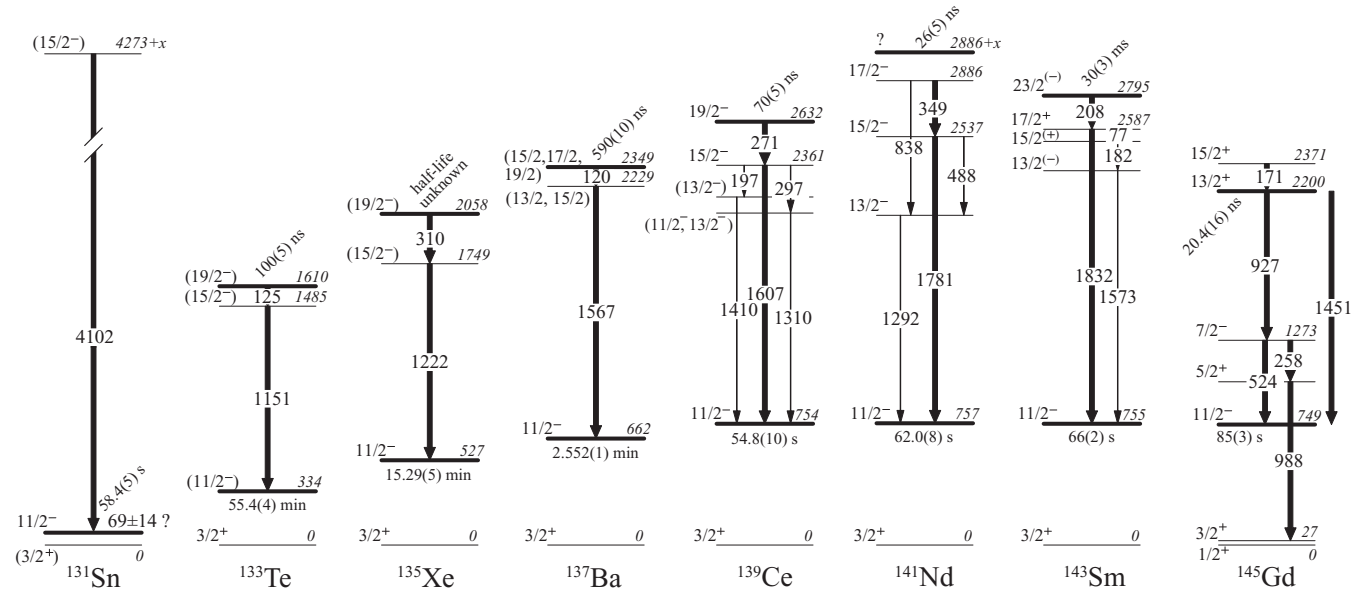 (15/2⁻) 4273+x
4102
58.4(5) s
11/2⁻ 69±14 ?
(3/2⁺) 0
¹³¹Sn
100(5) ns
(19/2⁻) 1610
(15/2⁻) 125 1485
1151
(11/2⁻) 334
55.4(4) min
3/2⁺ 0
¹³³Te
half-life
unknown
(19/2⁻) 2058
310
(15/2⁻) 1749
1222
11/2⁻ 527
15.29(5) min
3/2⁺ 0
¹³⁵Xe
590(10) ns
(15/2,17/2, 2349
19/2) 120 2229
(13/2, 15/2)
1567
11/2⁻ 662
2.552(1) min
3/2⁺ 0
¹³⁷Ba
70(5) ns
19/2⁻ 2632
271
15/2⁻ 2361
197 297
(13/2⁻)
(11/2⁻, 13/2⁻)
1607
1410 1310
11/2⁻ 754
54.8(10) s
3/2⁺ 0
¹³⁹Ce
26(5) ns
? 2886+x
17/2⁻ 2886
349
15/2⁻ 2537
838 488
13/2⁻
1781
1292
11/2⁻ 757
62.0(8) s
3/2⁺ 0
¹⁴¹Nd
30(3) ms
23/2⁽⁻⁾ 2795
208
17/2⁺ 2587
15/2⁽⁺⁾ 77
13/2⁽⁻⁾ 182
1832
1573
11/2⁻ 755
66(2) s
3/2⁺ 0
¹⁴³Sm
15/2⁺ 2371
171
13/2⁺ 2200
20.4(16) ns
927
1451
7/2⁻ 1273
258
5/2⁺ 524
11/2⁻ 749
85(3) s
988
3/2⁺ 27
1/2⁺ 0
¹⁴⁵Gd